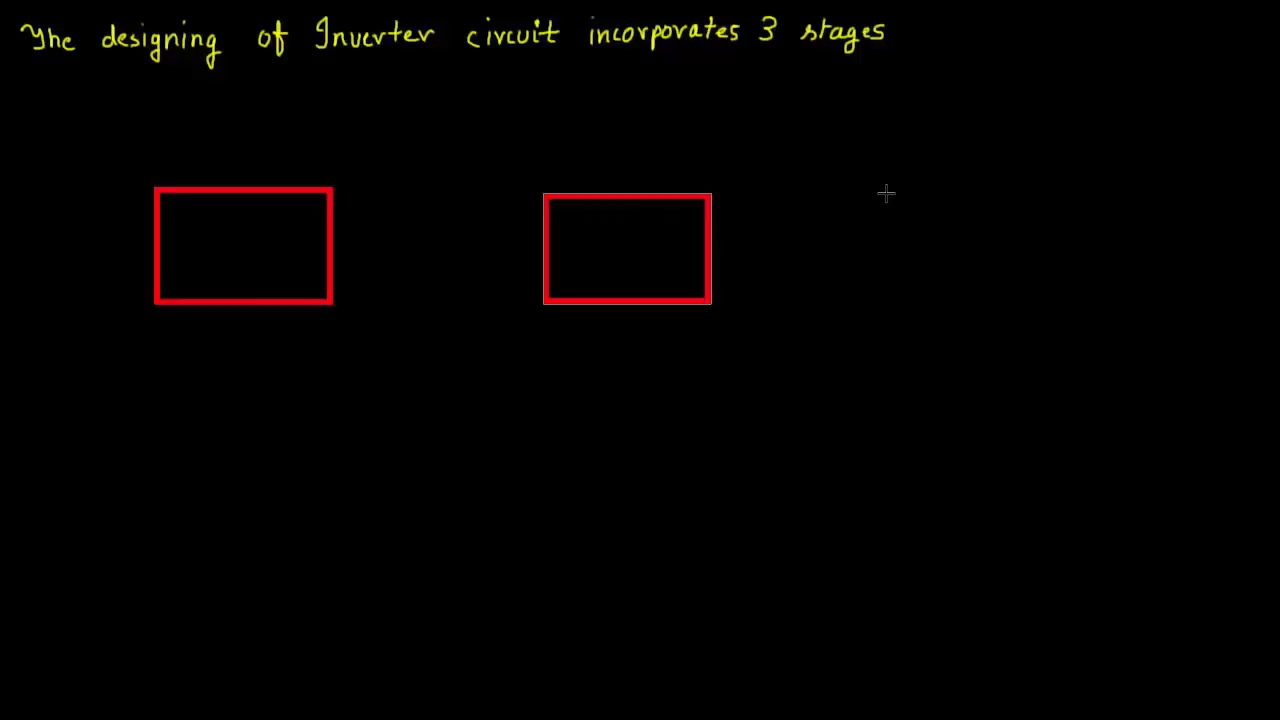 The designing of Inverter circuit incorporates 3 stages